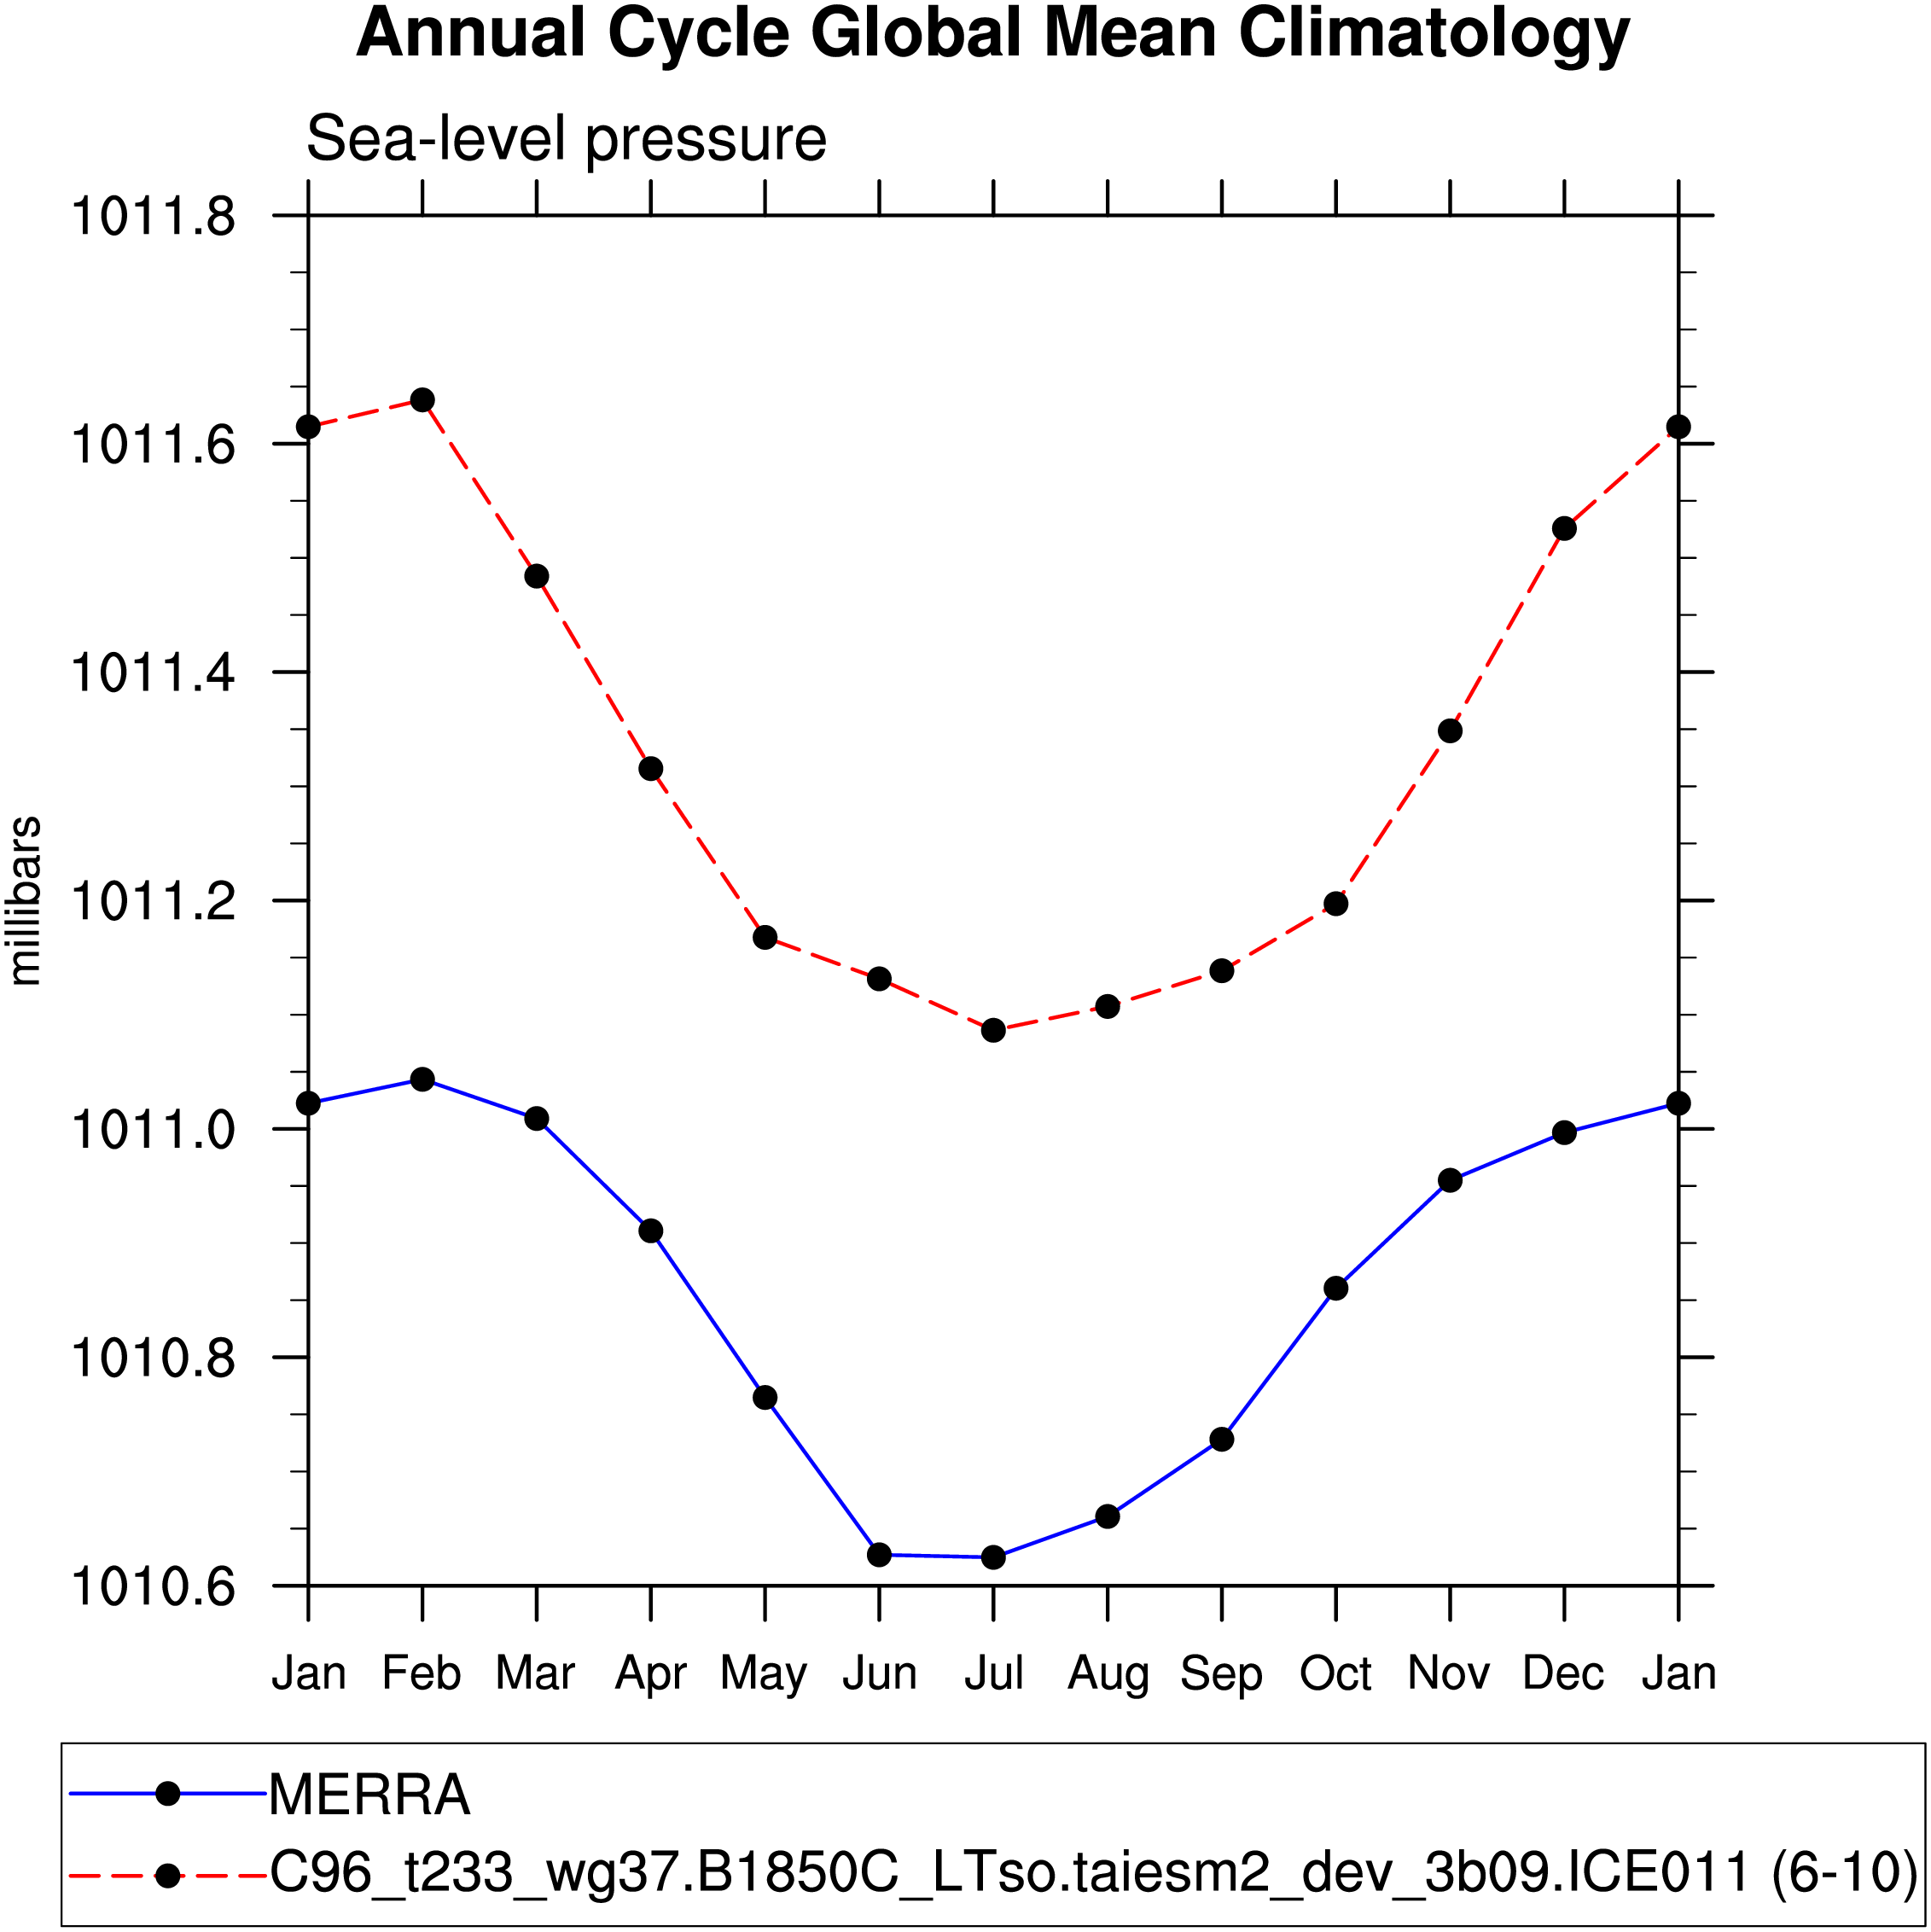 Annual Cycle Global Mean Climatology
Sea-level pressure
1011.8
1011.6
1011.4
1011.2
1011.0
1010.8
1010.6
millibars
Jan Feb Mar Apr May Jun Jul Aug Sep Oct Nov Dec Jan
MERRA
C96_t233_wg37.B1850C_LTso.taiesm2_dev_3b09.ICE011 (6-10)